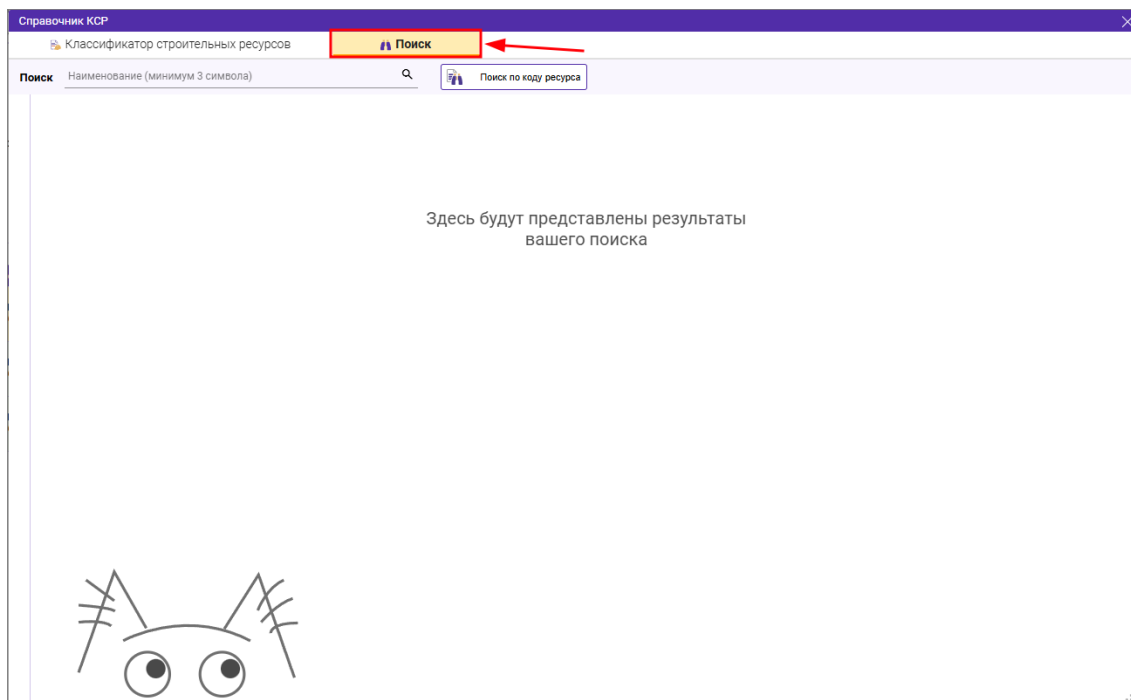 Справочник КСР
Классификатор строительных ресурсов
Поиск
Поиск
Наименование (минимум 3 символа)
Поиск по коду ресурса
Здесь будут представлены результаты
вашего поиска